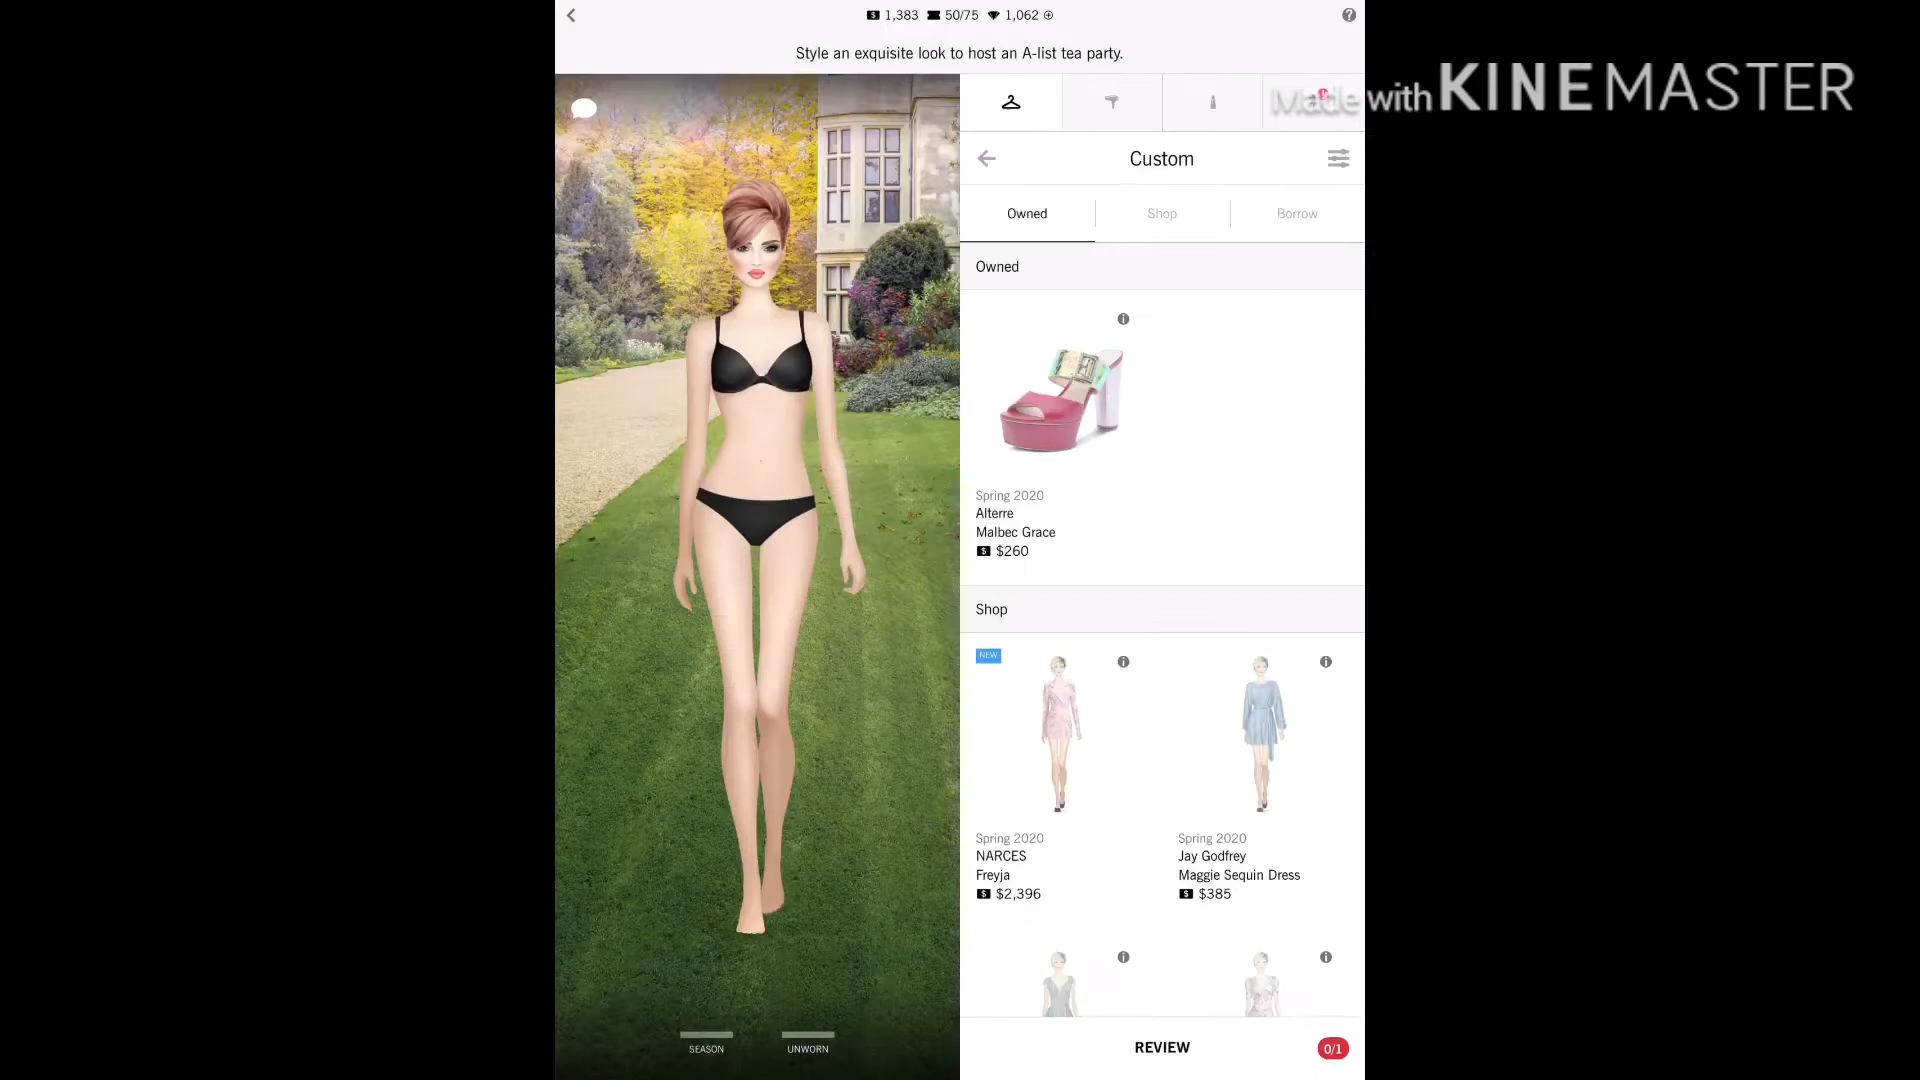 1,383 50/75 1,062
Style an exquisite look to host an A-list tea party.
Made with KINEMASTER
Custom
Owned Shop Borrow
Owned
Spring 2020
Alterre
Malbec Grace
$260
Shop
NEW
Spring 2020
NARCES
Freyja
$2,396
Spring 2020
Jay Godfrey
Maggie Sequin Dress
$385
SEASON UNWORN
REVIEW 0/1